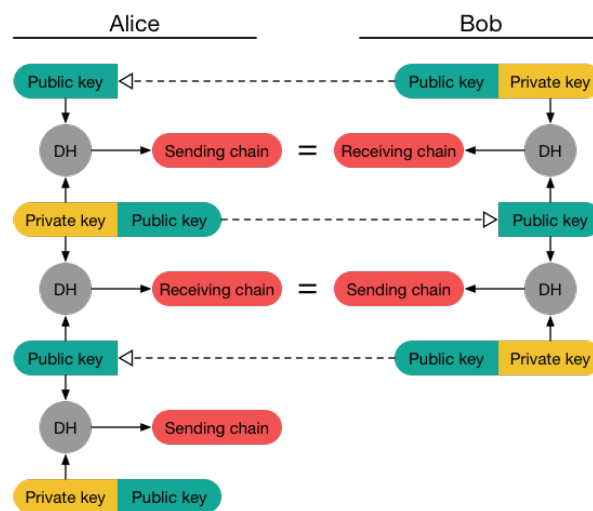 Alice Bob
Public key Public key Private key
DH Sending chain = Receiving chain DH
Private key Public key Public key
DH Receiving chain = Sending chain DH
Public key Public key Private key
DH Sending chain
Private key Public key